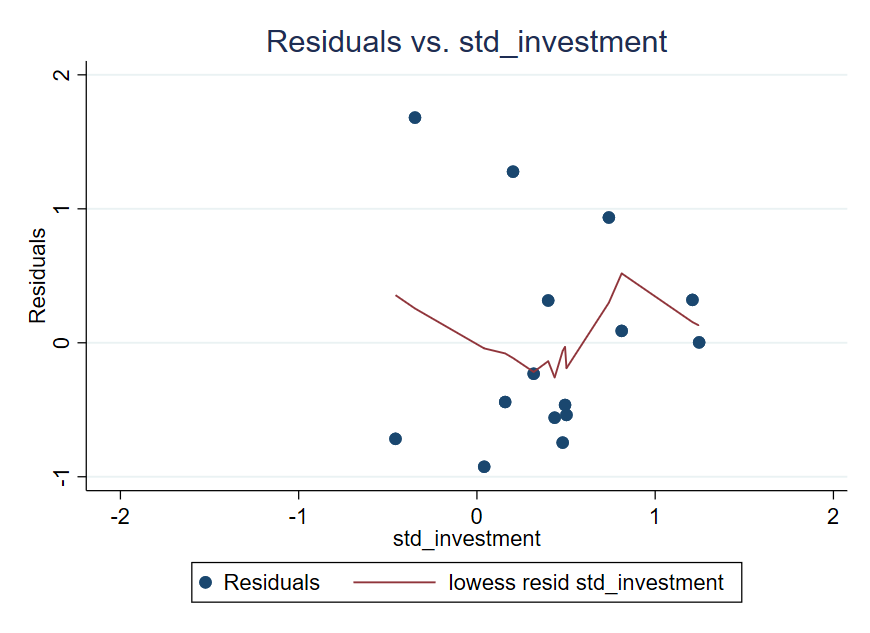 Residuals vs. std_investment
2
1
0
-1
Residuals
-2 -1 0 1 2
std_investment
Residuals lowess resid std_investment